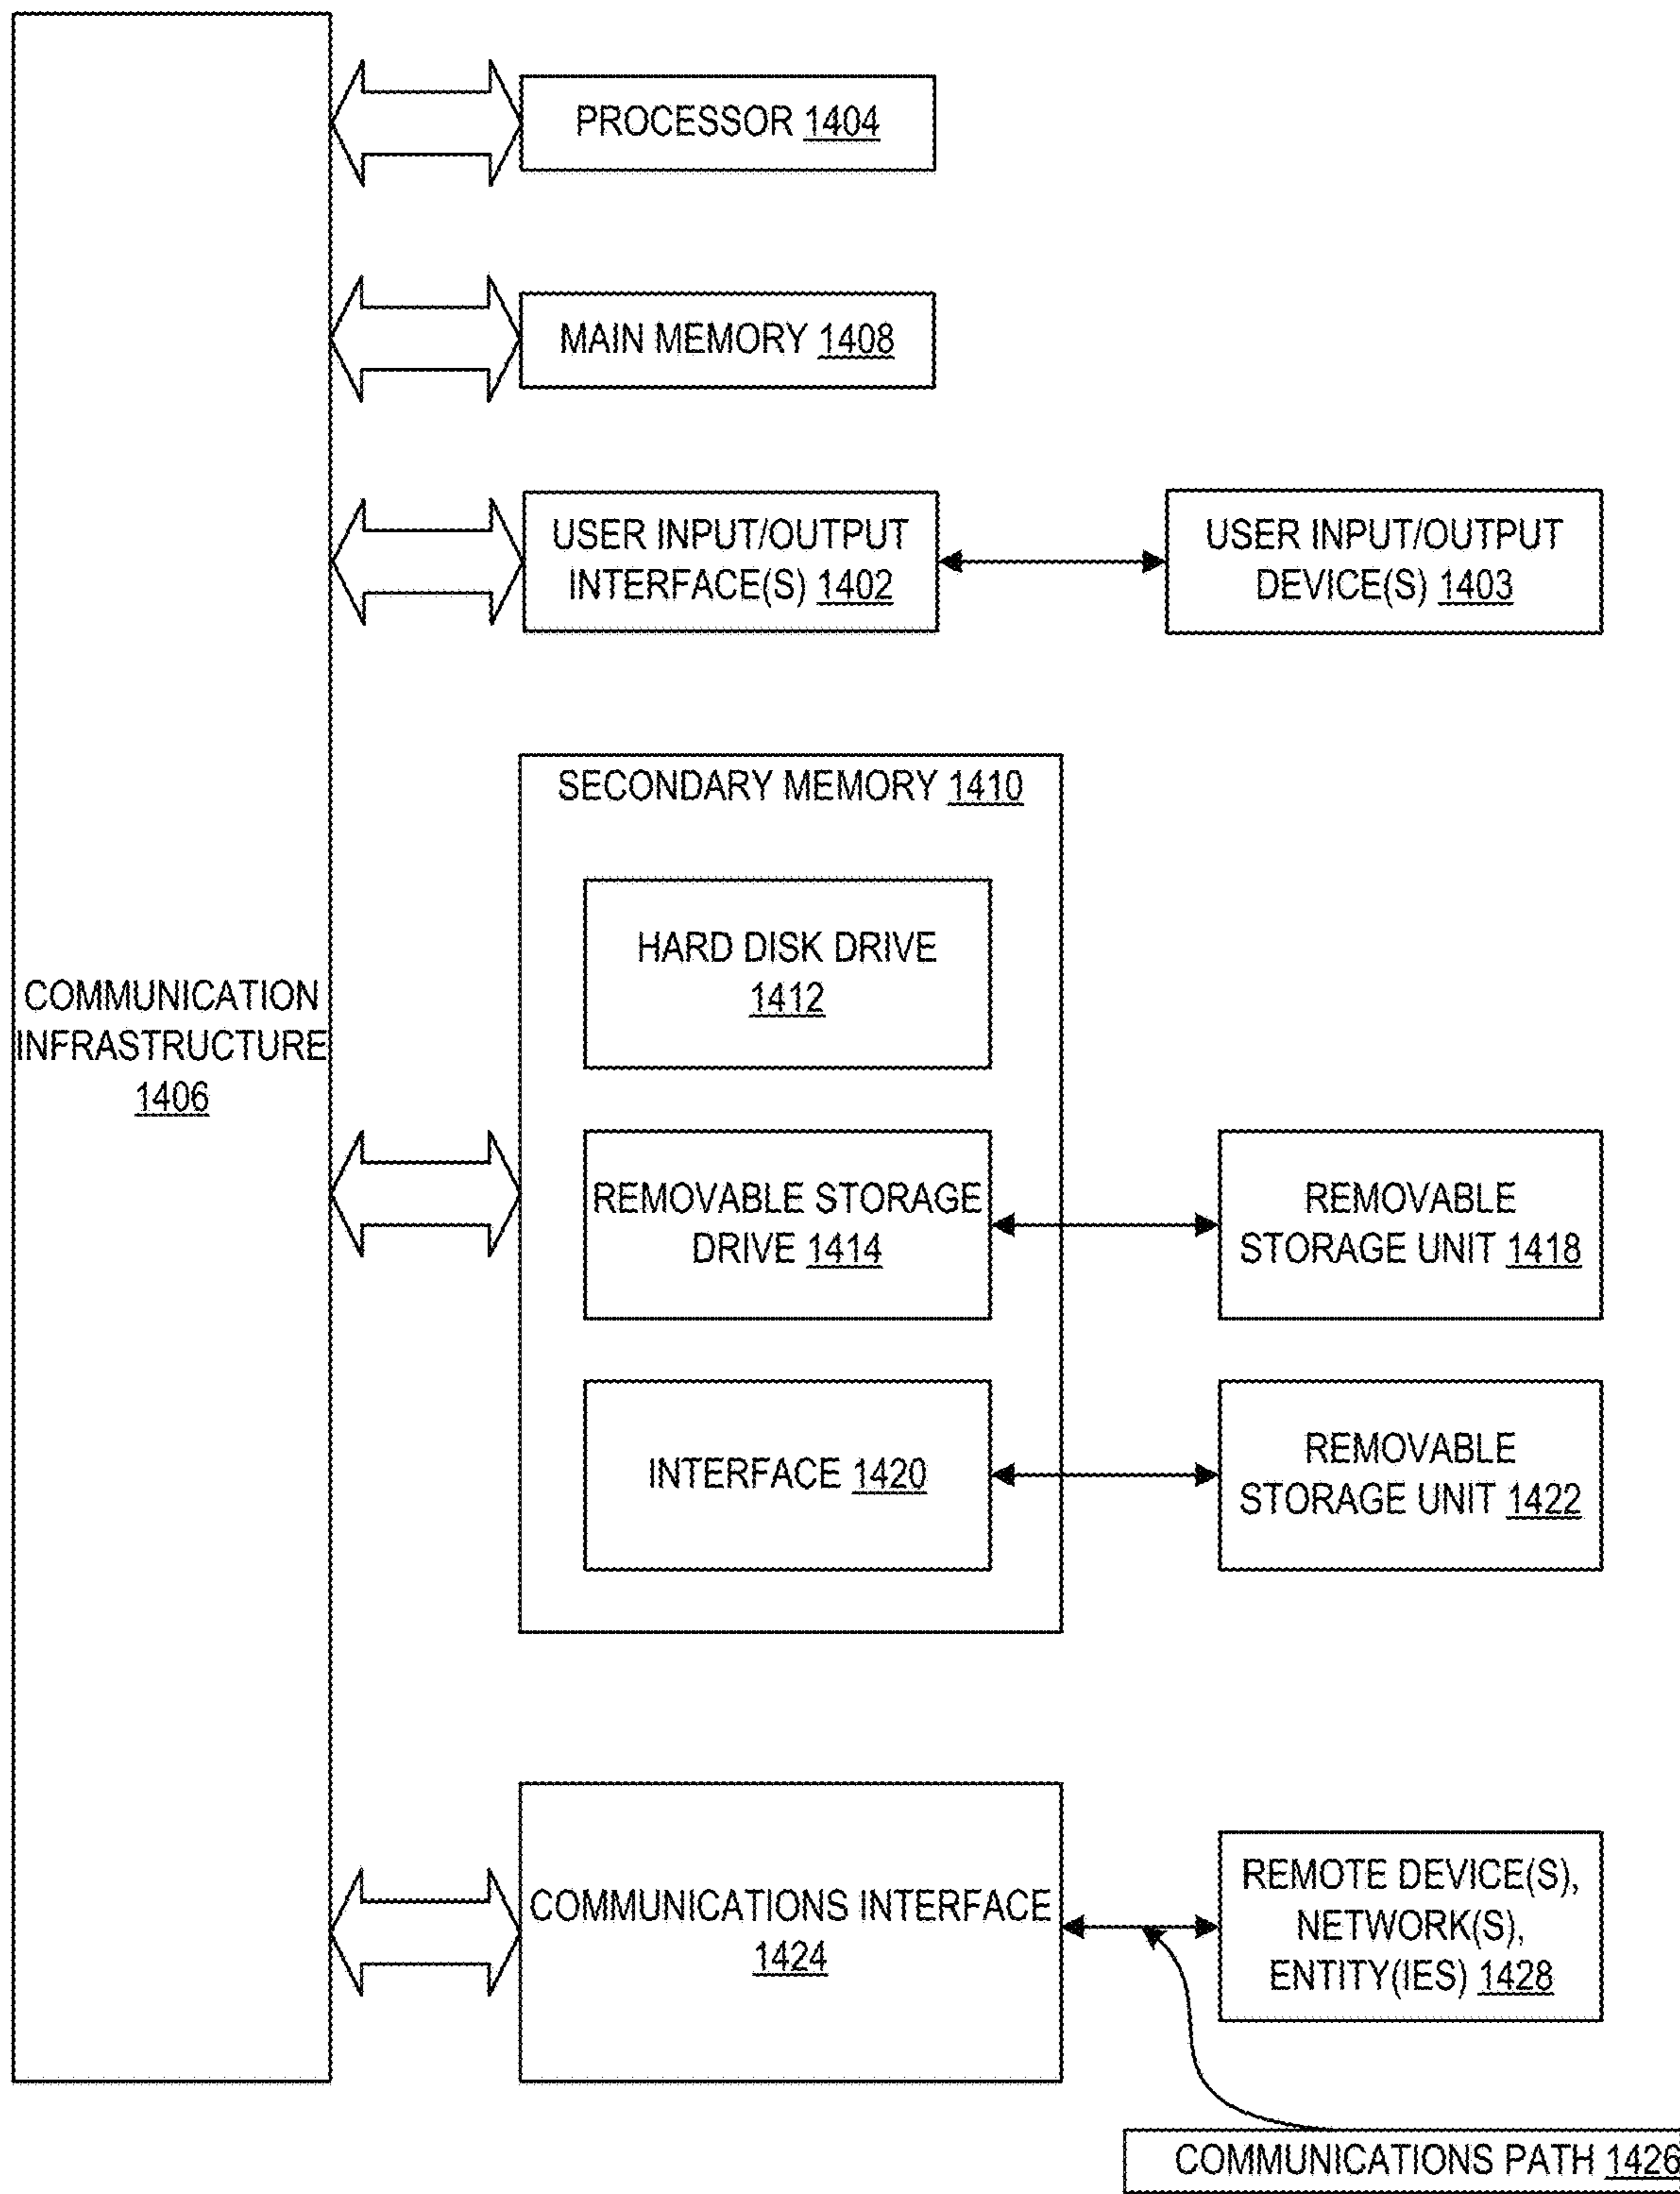 PROCESSOR 1404
MAIN MEMORY 1408
USER INPUT/OUTPUT
INTERFACE(S) 1402
USER INPUT/OUTPUT
DEVICE(S) 1403
SECONDARY MEMORY 1410
HARD DISK DRIVE
1412
COMMUNICATION
INFRASTRUCTURE
1406
REMOVABLE STORAGE
DRIVE 1414
REMOVABLE
STORAGE UNIT 1418
INTERFACE 1420
REMOVABLE
STORAGE UNIT 1422
COMMUNICATIONS INTERFACE
1424
REMOTE DEVICE(S),
NETWORK(S),
ENTITY(IES) 1428
COMMUNICATIONS PATH 1426